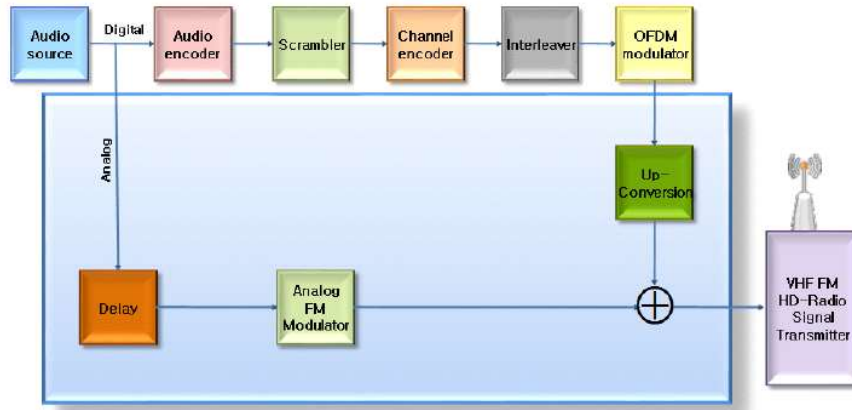 Audio
source
Digital
Audio
encoder
Scrambler
Channel
encoder
Interleaver
OFDM
modulator
Analog
Up-
Conversion
Delay
Analog
FM
Modulator
VHF FM
HD-Radio
Signal
Transmitter